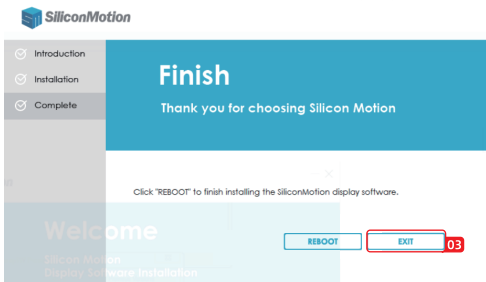 SiliconMotion
Introduction
Installation
Complete
Finish
Thank you for choosing Silicon Motion
Click "REBOOT" to finish installing the SiliconMotion display software.
Welcome
REBOOT
EXIT
03
Silicon Motion
Display Software Installation